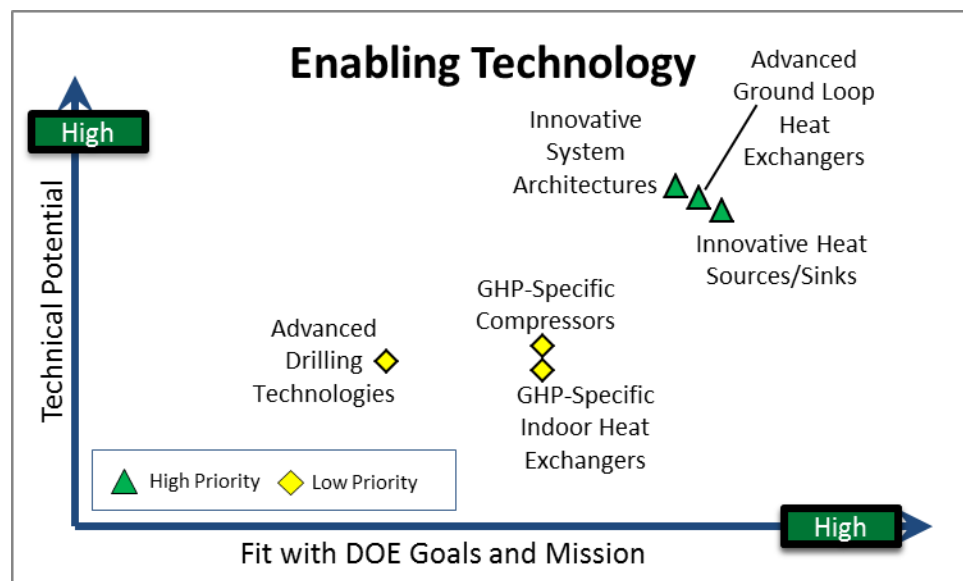 Enabling Technology
High
Technical Potential
Innovative
System
Architectures
Advanced
Ground Loop
Heat
Exchangers
Innovative Heat
Sources/Sinks
GHP-Specific
Compressors
Advanced
Drilling
Technologies
GHP-Specific
Indoor Heat
Exchangers
High Priority
Low Priority
High
Fit with DOE Goals and Mission